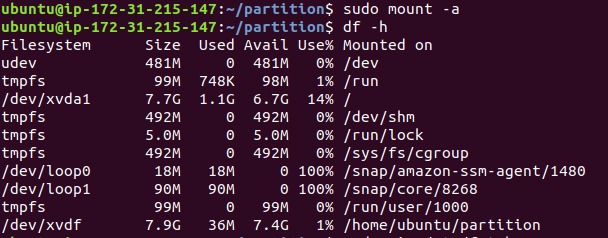 ubuntu@ip-172-31-215-147:~/partition$ sudo mount -a
ubuntu@ip-172-31-215-147:~/partition$ df -h
Filesystem      Size  Used Avail Use% Mounted on
udev            481M     0  481M   0% /dev
tmpfs            99M  748K   98M   1% /run
/dev/xvda1      7.7G  1.1G  6.7G  14% /
tmpfs           492M     0  492M   0% /dev/shm
tmpfs           5.0M     0  5.0M   0% /run/lock
tmpfs           492M     0  492M   0% /sys/fs/cgroup
/dev/loop0       18M   18M     0 100% /snap/amazon-ssm-agent/1480
/dev/loop1       90M   90M     0 100% /snap/core/8268
tmpfs            99M     0   99M   0% /run/user/1000
/dev/xvdf       7.9G   36M  7.4G   1% /home/ubuntu/partition